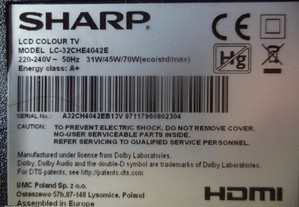 SHARP
LCD COLOUR TV
MODEL LC-32CHE4042E
220-240V ~ 50Hz 31W/45W/70W(eco/std/max)
Energy class: A+
Hg
SERIAL No.: A32CH4042EB13V 97117960802304
CAUTION: TO PREVENT ELECTRIC SHOCK, DO NOT REMOVE COVER.
NO-USER SERVICEABLE PARTS INSIDE.
REFER SERVICING TO QUALIFIED SERVICE PERSONNEL.
Manufactured under license from Dolby Laboratories.
Dolby, Dolby Audio and the double-D symbol are trademarks of Dolby Laboratories.
For DTS patents, see http://patents.dts.com
UMC Poland Sp. z o.o.
Ostaszewo 57b,87-148 Łysomice, Poland
Assembled in Europe
HDMI